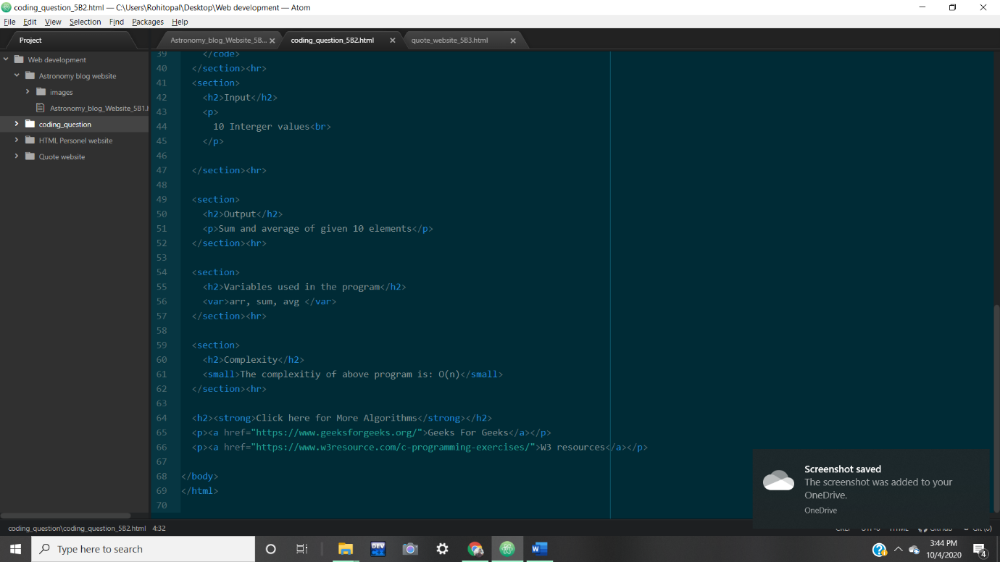 coding_question_5B2.html — C:\Users\Rohitopal\Desktop\Web development — Atom
File Edit View Selection Find Packages Help
Project
Astronomy_blog_Website_5B... coding_question_5B2.html quote_website_5B3.html
Web development
Astronomy blog website
images
Astronomy_blog_Website_5B1.h
coding_question
HTML Personel website
Quote website
39 </code>
40 </section><hr>
41 <section>
42 <h2>Input</h2>
43 <p>
44 10 Interger values<br>
45 </p>
46
47 </section><hr>
48
49 <section>
50 <h2>Output</h2>
51 <p>Sum and average of given 10 elements</p>
52 </section><hr>
53
54 <section>
55 <h2>Variables used in the program</h2>
56 <var>arr, sum, avg </var>
57 </section><hr>
58
59 <section>
60 <h2>Complexity</h2>
61 <small>The complexitiy of above program is: O(n)</small>
62 </section><hr>
63
64 <h2><strong>Click here for More Algorithms</strong></h2>
65 <p><a href="https://www.geeksforgeeks.org/">Geeks For Geeks</a></p>
66 <p><a href="https://www.w3resource.com/c-programming-exercises/">W3 resources</a></p>
67
68 </body>
69 </html>
70
Screenshot saved
The screenshot was added to your
OneDrive.
OneDrive
coding_question\coding_question_5B2.html 4:32 CRLF UTF-8 HTML GitHub Git (0)
Type here to search
DEV
3:44 PM
10/4/2020
4